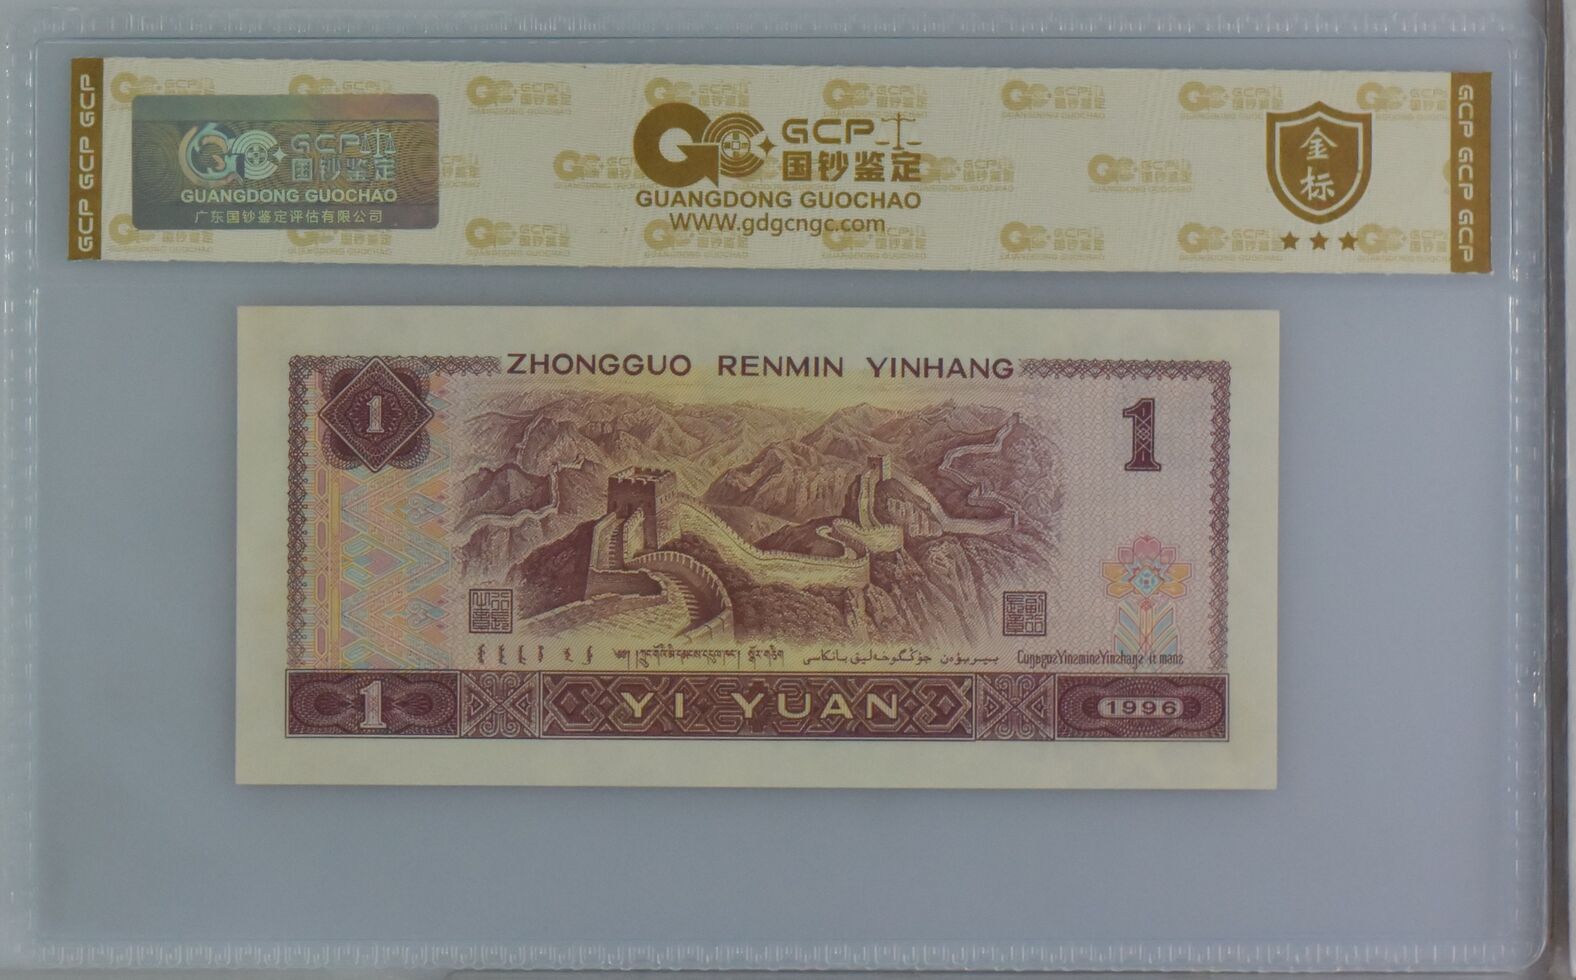 GCP GCP GCP
GCP
国钞鉴定
GUANGDONG GUOCHAO
广东国钞鉴定评估有限公司
GCP
国钞鉴定
GUANGDONG GUOCHAO
WWW.gdgcngc.com
金标
GCP GCP GCP
ZHONGGUO RENMIN YINHANG
1
1
1
YI YUAN
1996